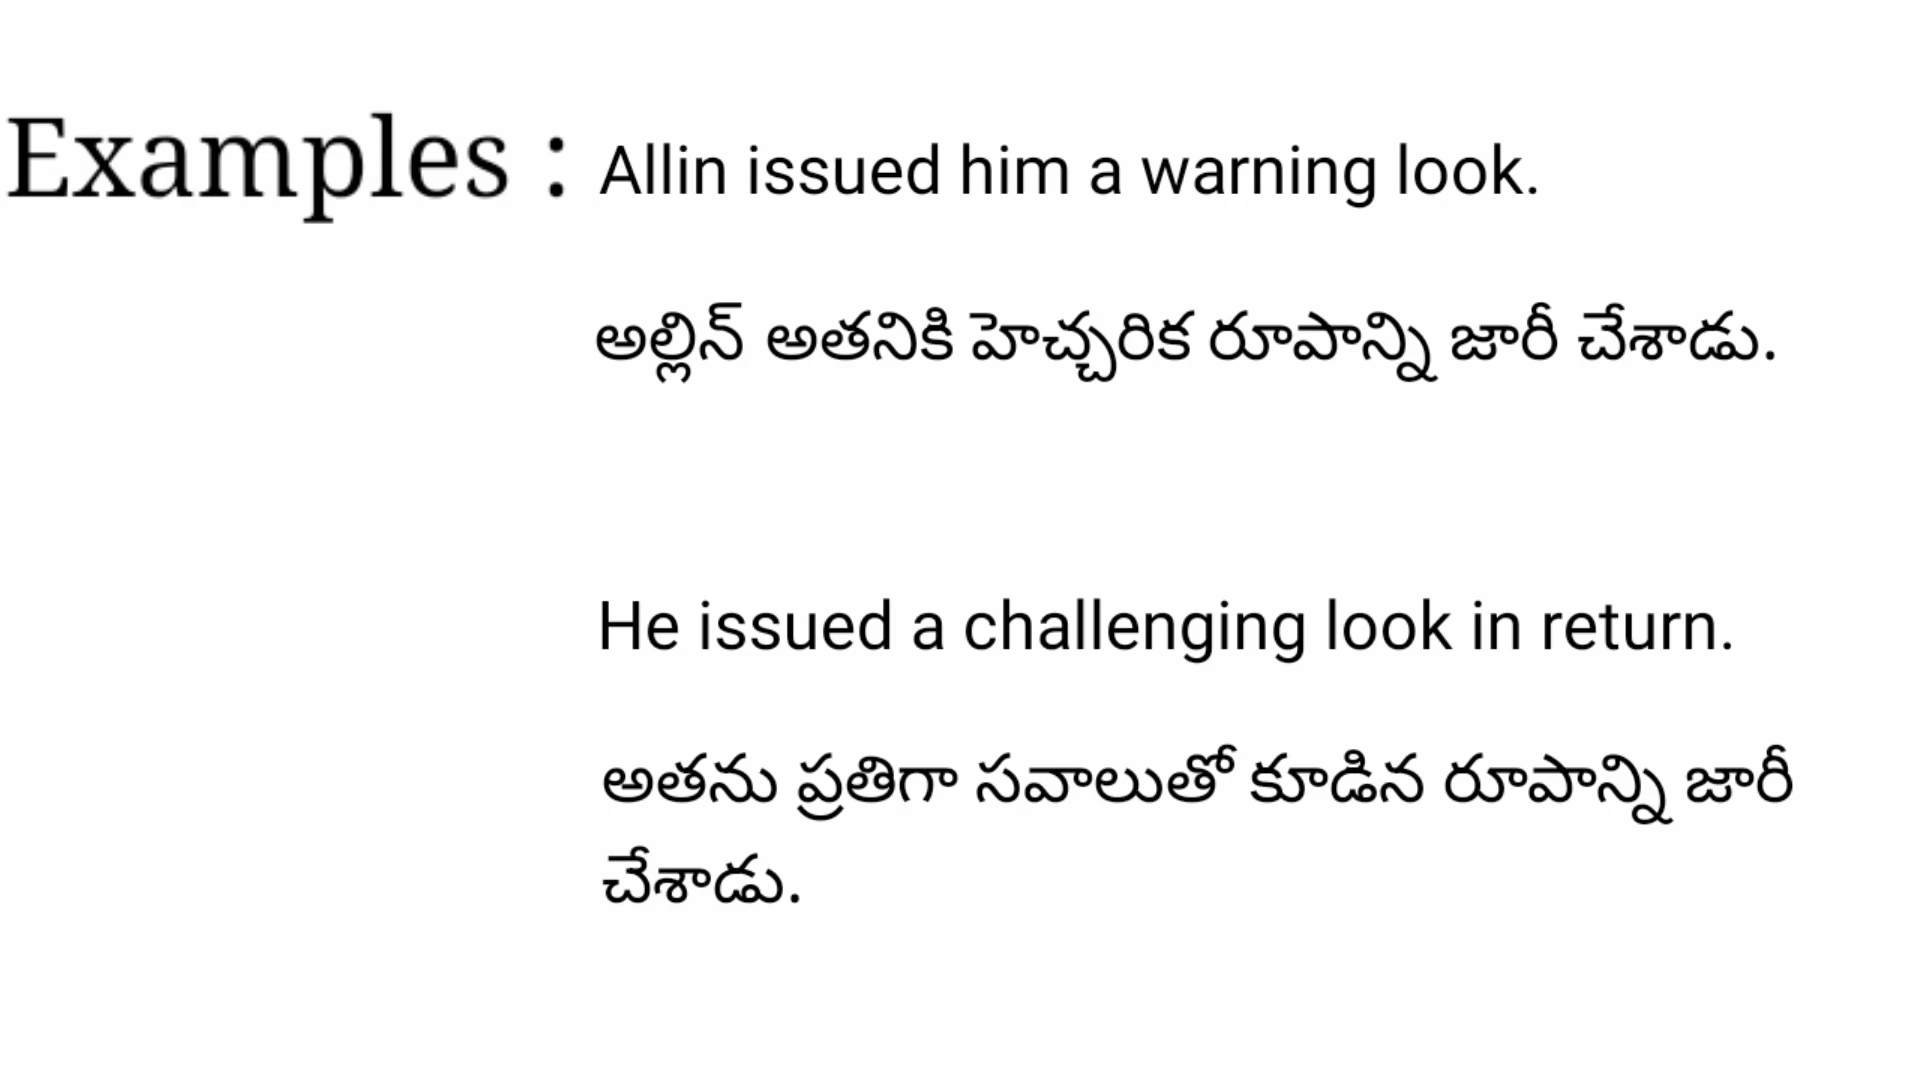 Examples : Allin issued him a warning look.
అల్లిన్ అతనికి హెచ్చరిక రూపాన్ని జారీ చేశాడు.
He issued a challenging look in return.
అతను ప్రతిగా సవాలుతో కూడిన రూపాన్ని జారీ
చేశాడు.